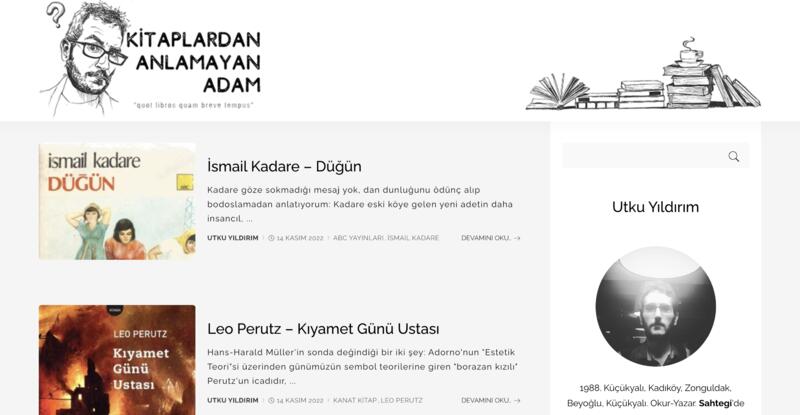 ?
KİTAPLARDAN
ANLAMAYAN
ADAM
"quot libros quam breve tempus"
ismail kadare
DÜĞÜN
İsmail Kadare – Düğün
Kadare göze sokmadığı mesaj yok, dan dunluğunu ödünç alıp
bodoslamadan anlatıyorum: Kadare eski köye gelen yeni adetin daha
insancıl, ...
UTKU YILDIRIM 14 KASIM 2022 ABC YAYINLARI, İSMAIL KADARE DEVAMINI OKU.. →
Utku Yıldırım
LEO PERUTZ
Kıyamet
Günü
Ustası
Leo Perutz – Kıyamet Günü Ustası
Hans-Harald Müller'in sonda değindiği bir iki şey: Adorno'nun "Estetik
Teori"si üzerinden günümüzün sembol teorilerine giren "borazan kızılı"
Perutz'un icadıdır, ...
UTKU YILDIRIM 14 KASIM 2022 KANAT KİTAP, LEO PERUTZ DEVAMINI OKU.. →
1988. Küçükyalı, Kadıköy, Zonguldak,
Beyoğlu, Küçükyalı. Okur-Yazar. Sahtegi'de